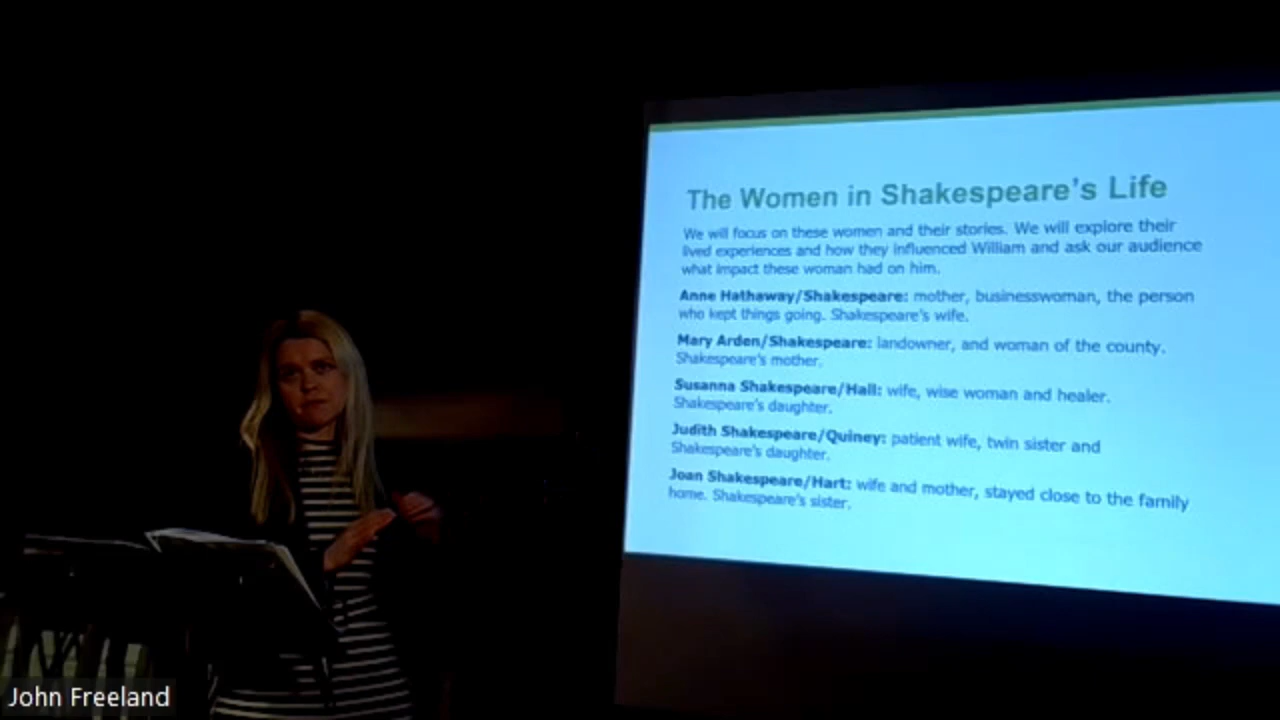 The Women in Shakespeare's Life
We will focus on these women and their stories. We will explore their
lived experiences and how they influenced William and ask our audience
what impact these woman had on him.
Anne Hathaway/Shakespeare: mother, businesswoman, the person
who kept things going. Shakespeare's wife.
Mary Arden/Shakespeare: landowner, and woman of the county.
Shakespeare's mother.
Susanna Shakespeare/Hall: wife, wise woman and healer.
Shakespeare's daughter.
Judith Shakespeare/Quiney: patient wife, twin sister and
Shakespeare's daughter.
Joan Shakespeare/Hart: wife and mother, stayed close to the family
home. Shakespeare's sister.
John Freeland